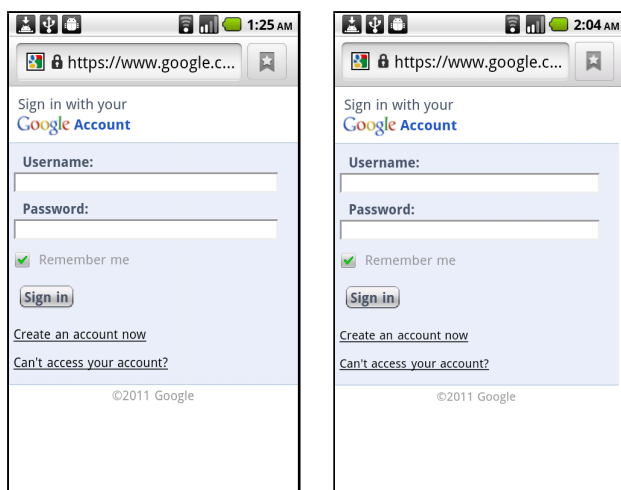 1:25 AM
https://www.google.c...
Sign in with your
Google Account
Username:
Password:
Remember me
Sign in
Create an account now
Can't access your account?
©2011 Google
2:04 AM
https://www.google.c...
Sign in with your
Google Account
Username:
Password:
Remember me
Sign in
Create an account now
Can't access your account?
©2011 Google